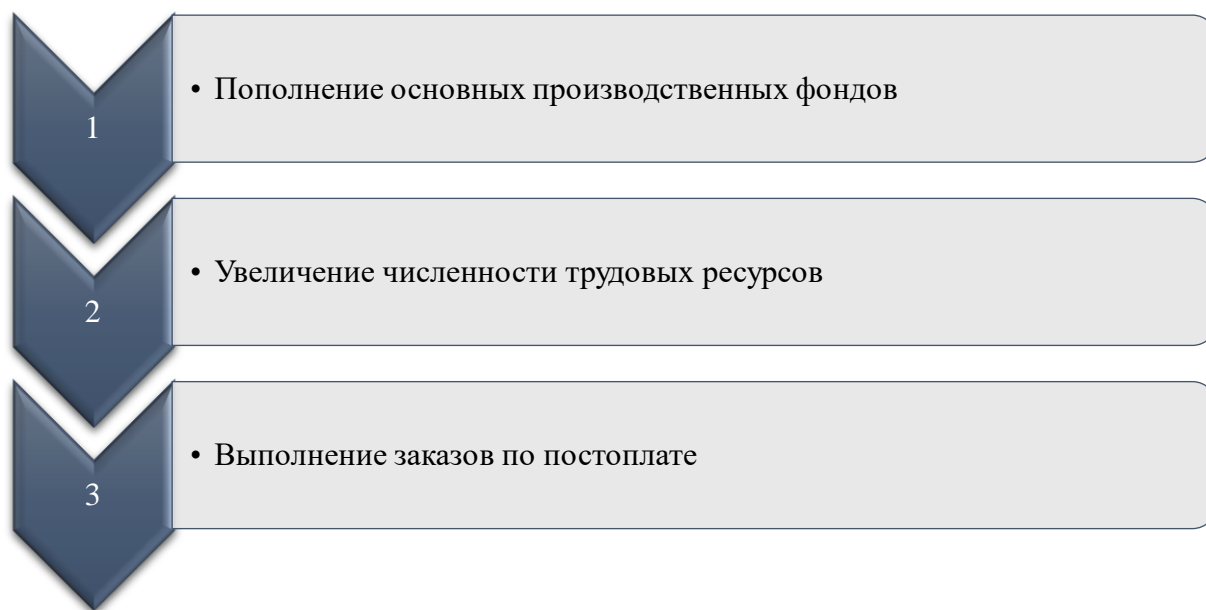 1
• Пополнение основных производственных фондов
2
• Увеличение численности трудовых ресурсов
3
• Выполнение заказов по постоплате